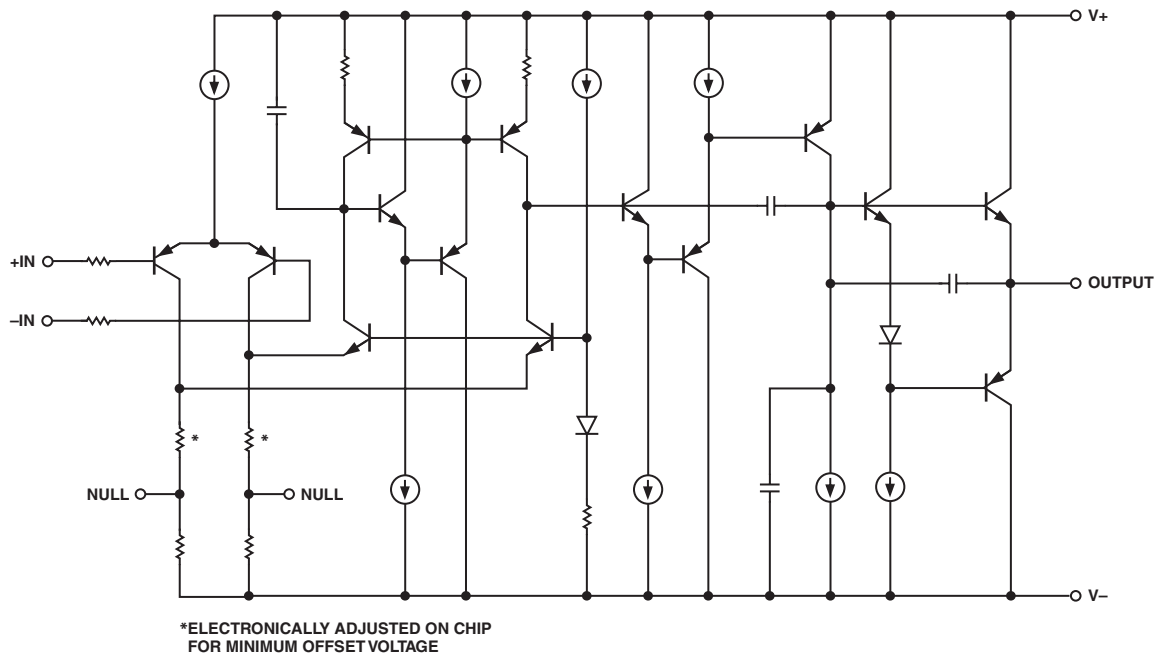 V+
+IN
–IN
OUTPUT
*
*
NULL
NULL
V–
*ELECTRONICALLY ADJUSTED ON CHIP
FOR MINIMUM OFFSET VOLTAGE